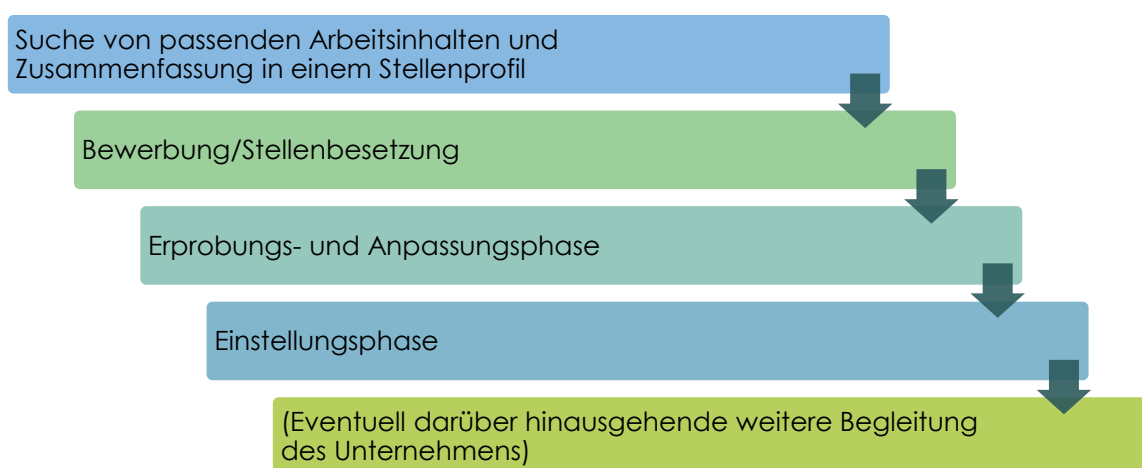 Suche von passenden Arbeitsinhalten und
Zusammenfassung in einem Stellenprofil
Bewerbung/Stellenbesetzung
Erprobungs- und Anpassungsphase
Einstellungsphase
(Eventuell darüber hinausgehende weitere Begleitung
des Unternehmens)